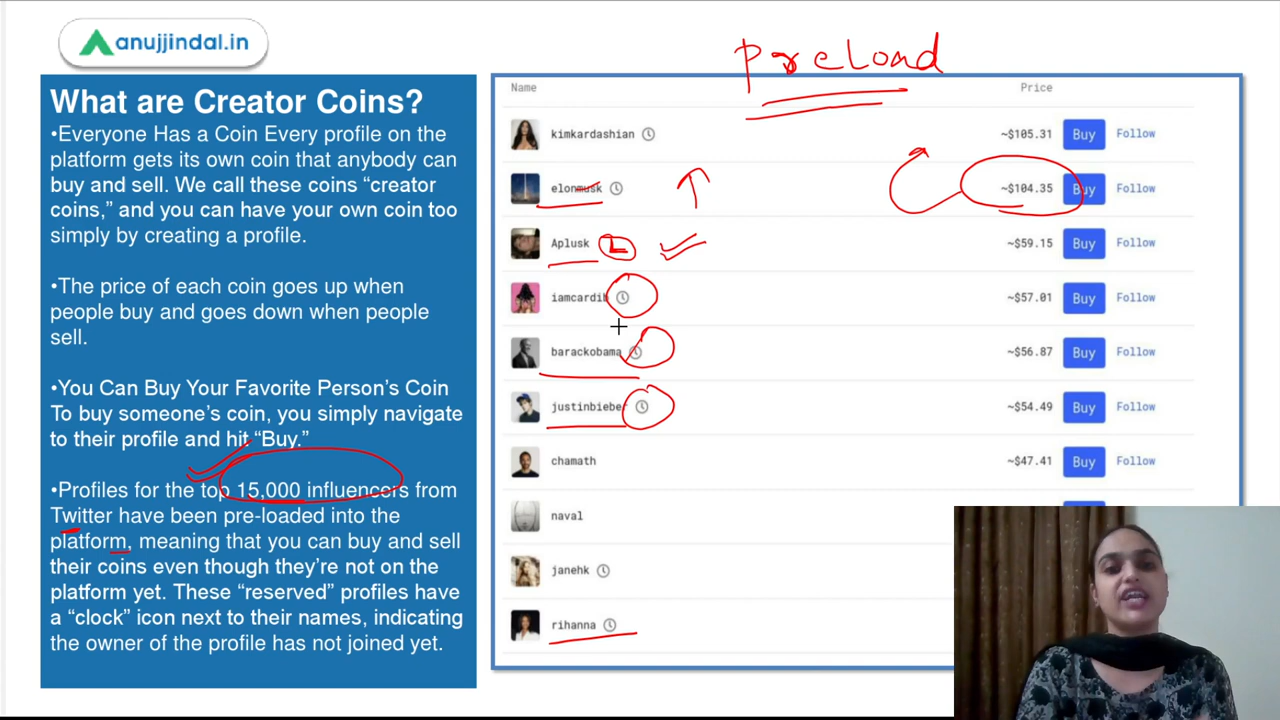 anujjindal.in
What are Creator Coins?
•Everyone Has a Coin Every profile on the
platform gets its own coin that anybody can
buy and sell. We call these coins “creator
coins,” and you can have your own coin too
simply by creating a profile.
•The price of each coin goes up when
people buy and goes down when people
sell.
•You Can Buy Your Favorite Person’s Coin
To buy someone’s coin, you simply navigate
to their profile and hit “Buy.”
•Profiles for the top 15,000 influencers from
Twitter have been pre-loaded into the
platform, meaning that you can buy and sell
their coins even though they’re not on the
platform yet. These “reserved” profiles have
a “clock” icon next to their names, indicating
the owner of the profile has not joined yet.
PreLoad
Name Price
kimkardashian ~$105.31 Buy Follow
elonmusk ~$104.35 Buy Follow
Aplusk ~$59.15 Buy Follow
iamcardib ~$57.01 Buy Follow
barackobama ~$56.87 Buy Follow
justinbieber ~$54.49 Buy Follow
chamath ~$47.41 Buy Follow
naval
janehk
rihanna